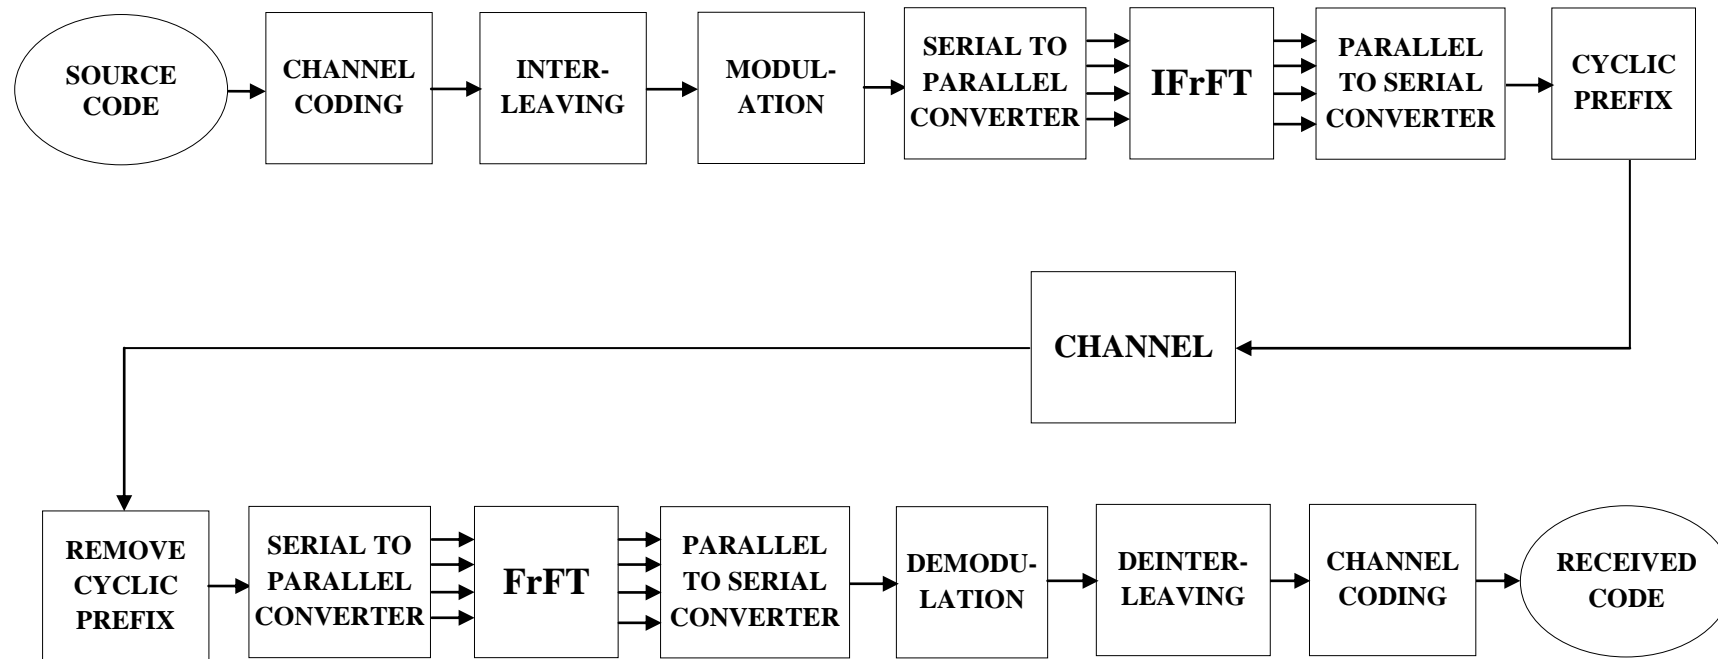 SOURCE
CODE
CHANNEL
CODING
INTER-
LEAVING
MODUL-
ATION
SERIAL TO
PARALLEL
CONVERTER
IFrFT
PARALLEL
TO SERIAL
CONVERTER
CYCLIC
PREFIX
CHANNEL
REMOVE
CYCLIC
PREFIX
SERIAL TO
PARALLEL
CONVERTER
FrFT
PARALLEL
TO SERIAL
CONVERTER
DEMODU-
LATION
DEINTER-
LEAVING
CHANNEL
CODING
RECEIVED
CODE